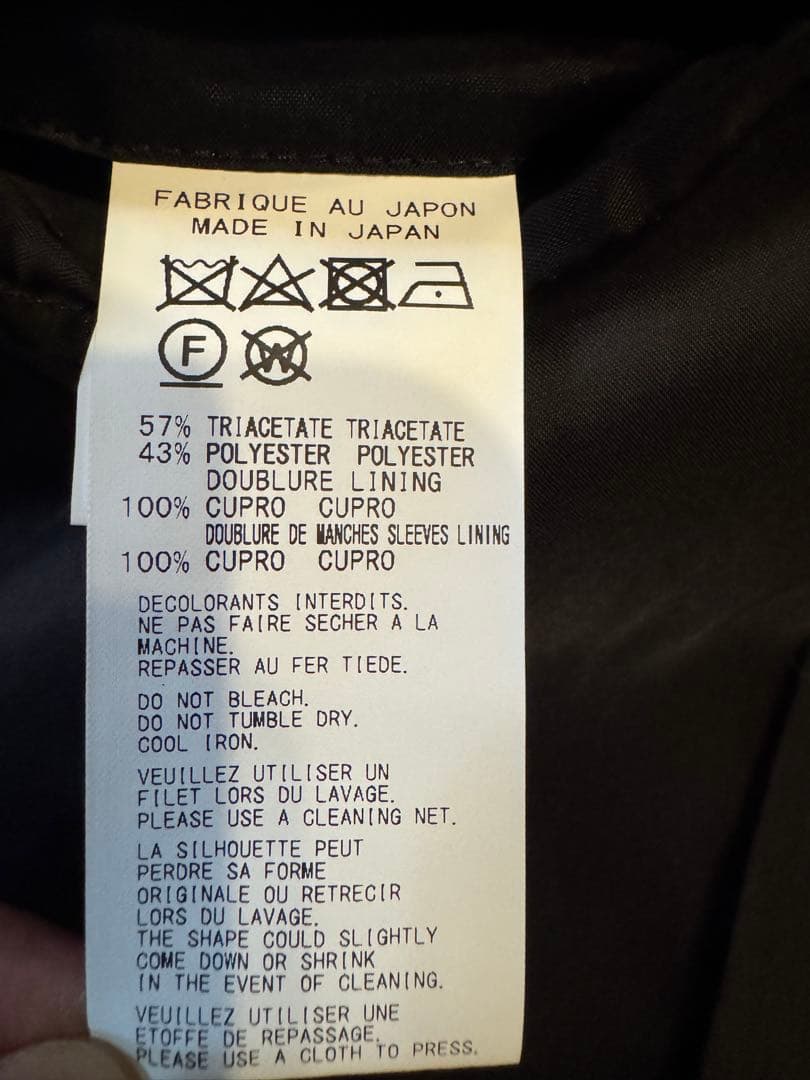 FABRIQUE AU JAPON
MADE IN JAPAN
F W
57% TRIACETATE TRIACETATE
43% POLYESTER POLYESTER
DOUBLURE LINING
100% CUPRO CUPRO
DOUBLURE DE MANCHES SLEEVES LINING
100% CUPRO CUPRO
DECOLORANTS INTERDITS.
NE PAS FAIRE SECHER A LA
MACHINE.
REPASSER AU FER TIEDE.
DO NOT BLEACH.
DO NOT TUMBLE DRY.
COOL IRON.
VEUILLEZ UTILISER UN
FILET LORS DU LAVAGE.
PLEASE USE A CLEANING NET.
LA SILHOUETTE PEUT
PERDRE SA FORME
ORIGINALE OU RETRECIR
LORS DU LAVAGE.
THE SHAPE COULD SLIGHTLY
COME DOWN OR SHRINK
IN THE EVENT OF CLEANING.
VEUILLEZ UTILISER UNE
ETOFFE DE REPASSAGE.
PLEASE USE A CLOTH TO PRESS.